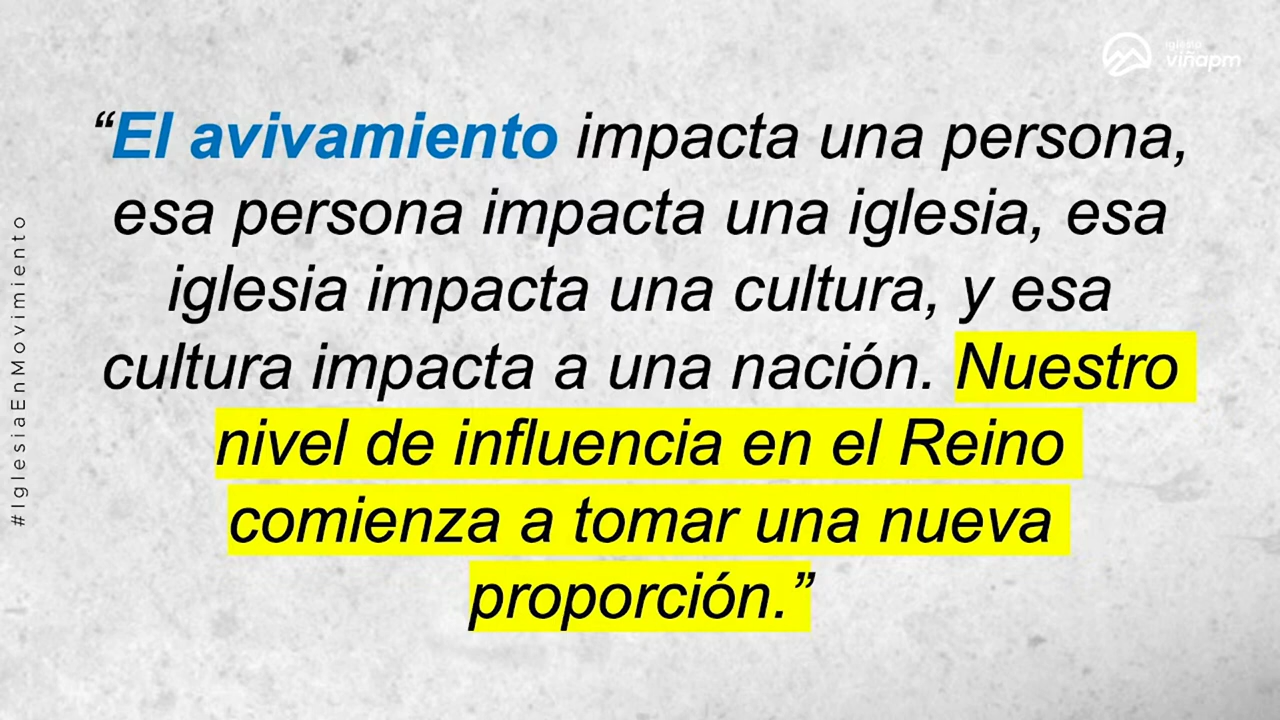 iglesia
viñapm
“El avivamiento impacta una persona,
esa persona impacta una iglesia, esa
iglesia impacta una cultura, y esa
cultura impacta a una nación. Nuestro
nivel de influencia en el Reino
comienza a tomar una nueva
proporción.”
#IglesiaEnMovimiento